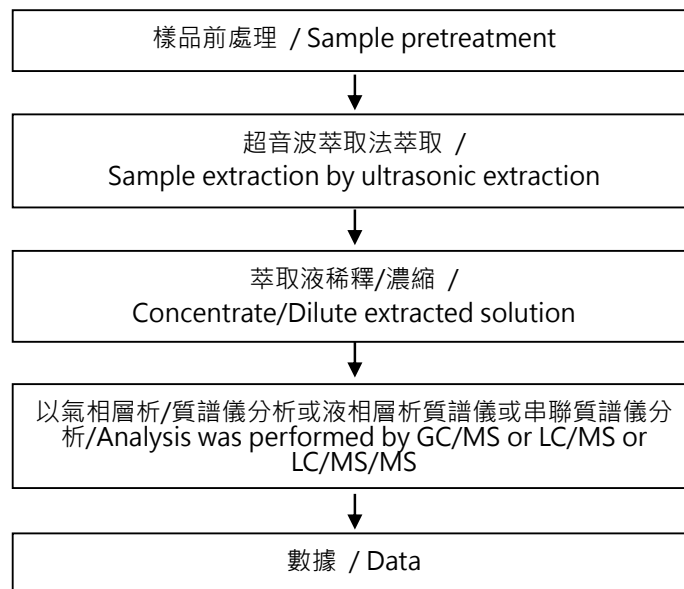 樣品前處理 / Sample pretreatment
超音波萃取法萃取 /
Sample extraction by ultrasonic extraction
萃取液稀釋/濃縮 /
Concentrate/Dilute extracted solution
以氣相層析/質譜儀分析或液相層析質譜儀或串聯質譜儀分
析/Analysis was performed by GC/MS or LC/MS or
LC/MS/MS
數據 / Data